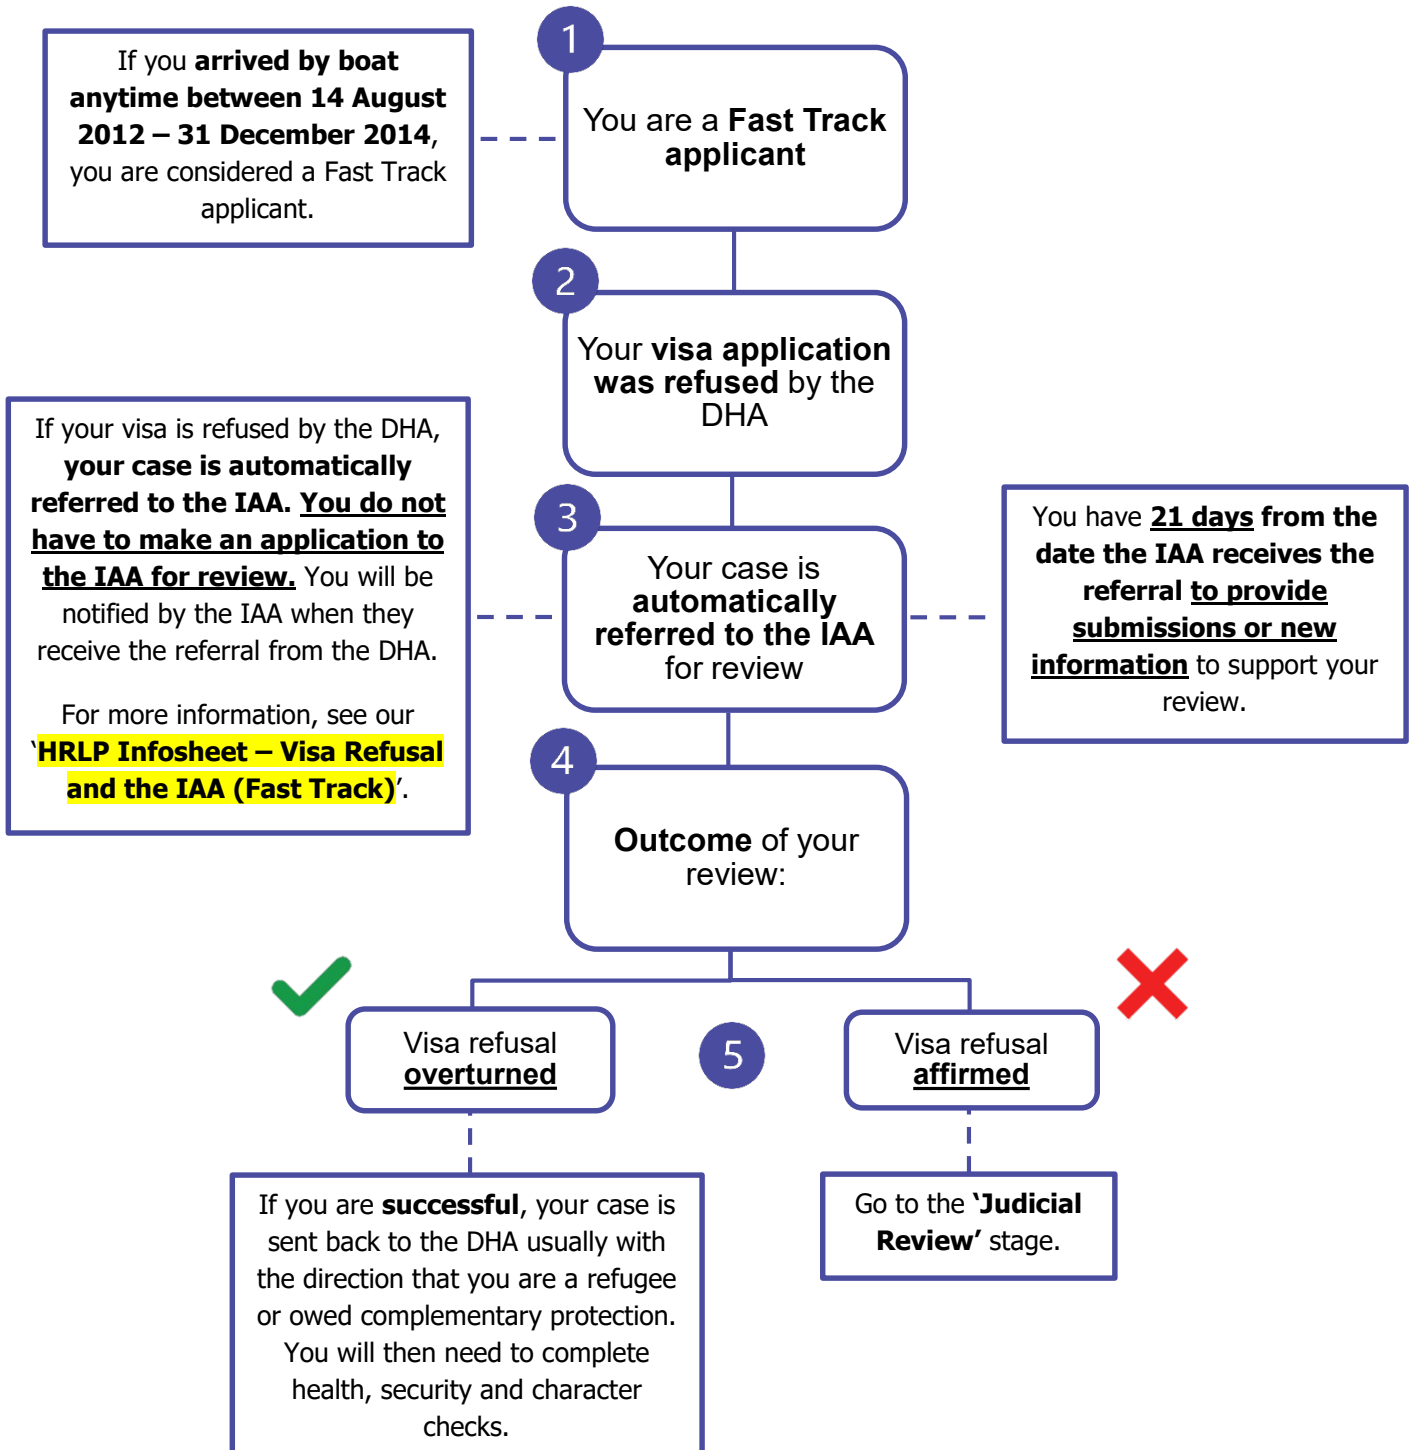 If you arrived by boat
anytime between 14 August
2012 – 31 December 2014,
you are considered a Fast Track
applicant.
1
You are a Fast Track
applicant
2
Your visa application
was refused by the
DHA
If your visa is refused by the DHA,
your case is automatically
referred to the IAA. You do not
have to make an application to
the IAA for review. You will be
notified by the IAA when they
receive the referral from the DHA.
For more information, see our
‘HRLP Infosheet – Visa Refusal
and the IAA (Fast Track)’.
3
Your case is
automatically
referred to the IAA
for review
You have 21 days from the
date the IAA receives the
referral to provide
submissions or new
information to support your
review.
4
Outcome of your
review:
5
Visa refusal
overturned
Visa refusal
affirmed
If you are successful, your case is
sent back to the DHA usually with
the direction that you are a refugee
or owed complementary protection.
You will then need to complete
health, security and character
checks.
Go to the ‘Judicial
Review’ stage.